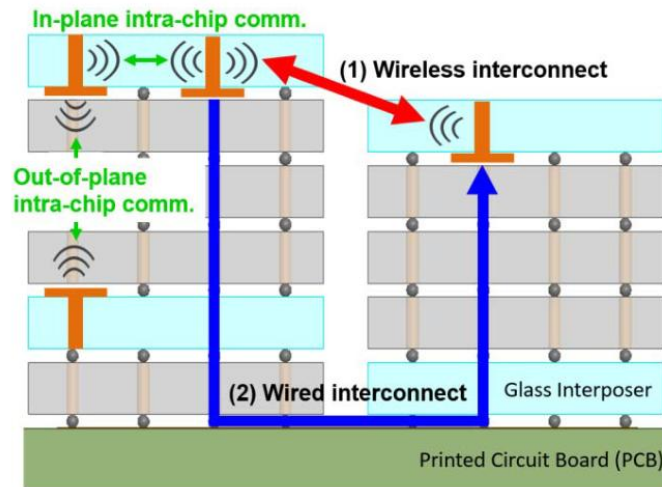 In-plane intra-chip comm.
(1) Wireless interconnect
Out-of-plane
intra-chip comm.
(2) Wired interconnect
Glass Interposer
Printed Circuit Board (PCB)